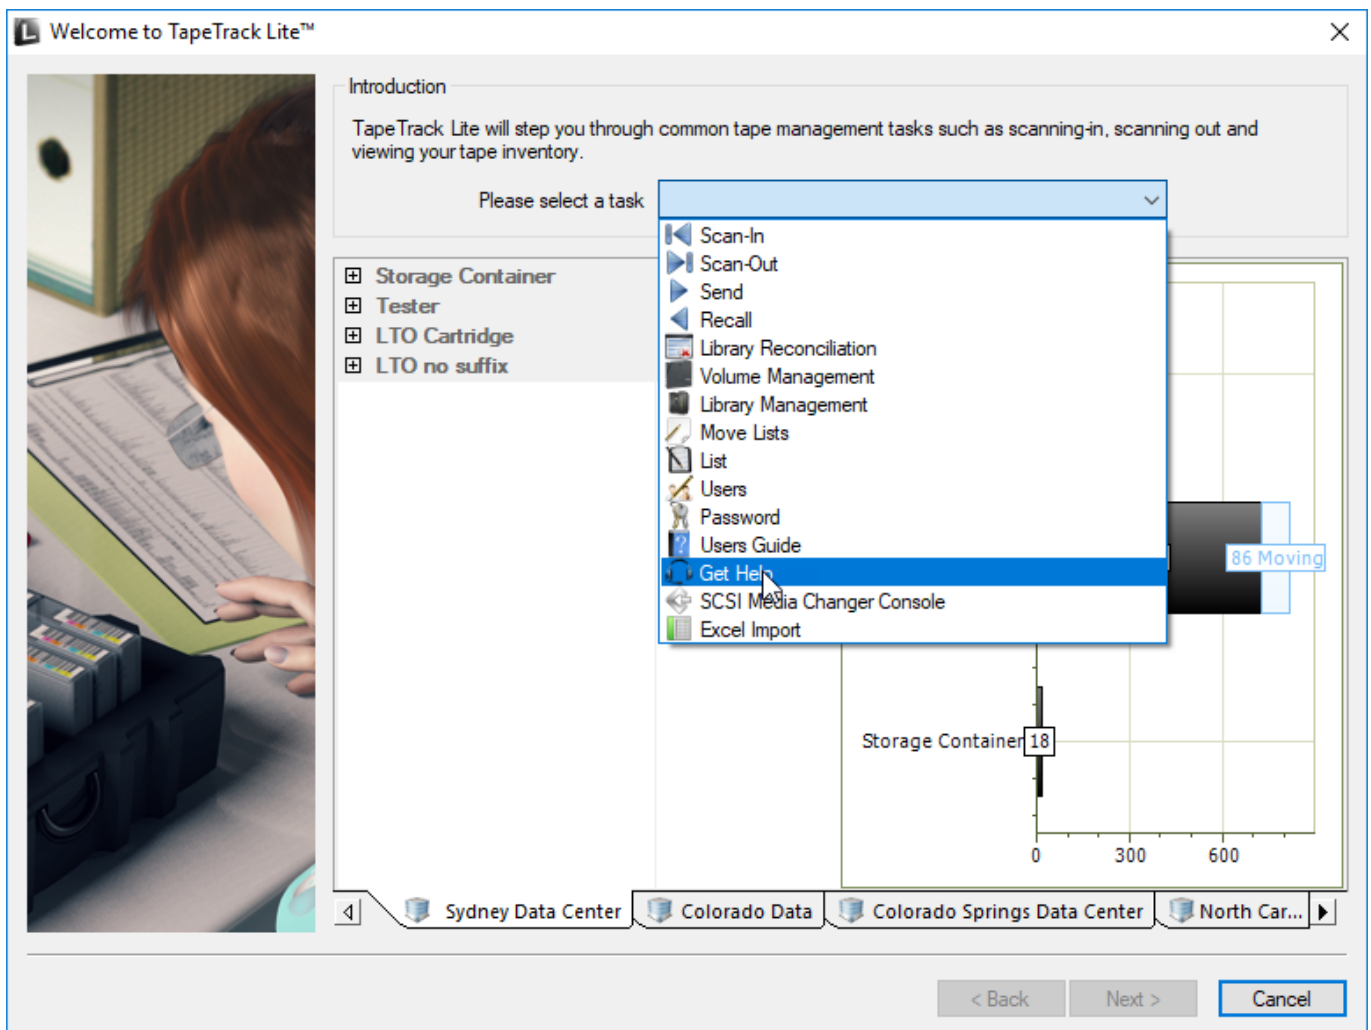 Welcome to TapeTrack Lite™
Introduction
TapeTrack Lite will step you through common tape management tasks such as scanning-in, scanning out and
viewing your tape inventory.
Please select a task
Scan-In
Scan-Out
Send
Recall
Library Reconciliation
Volume Management
Library Management
Move Lists
List
Users
Password
Users Guide
Get Help
SCSI Media Changer Console
Excel Import
Storage Container
Tester
LTO Cartridge
LTO no suffix
86 Moving
Storage Container 18
0 300 600
Sydney Data Center Colorado Data Colorado Springs Data Center North Car...
< Back Next > Cancel